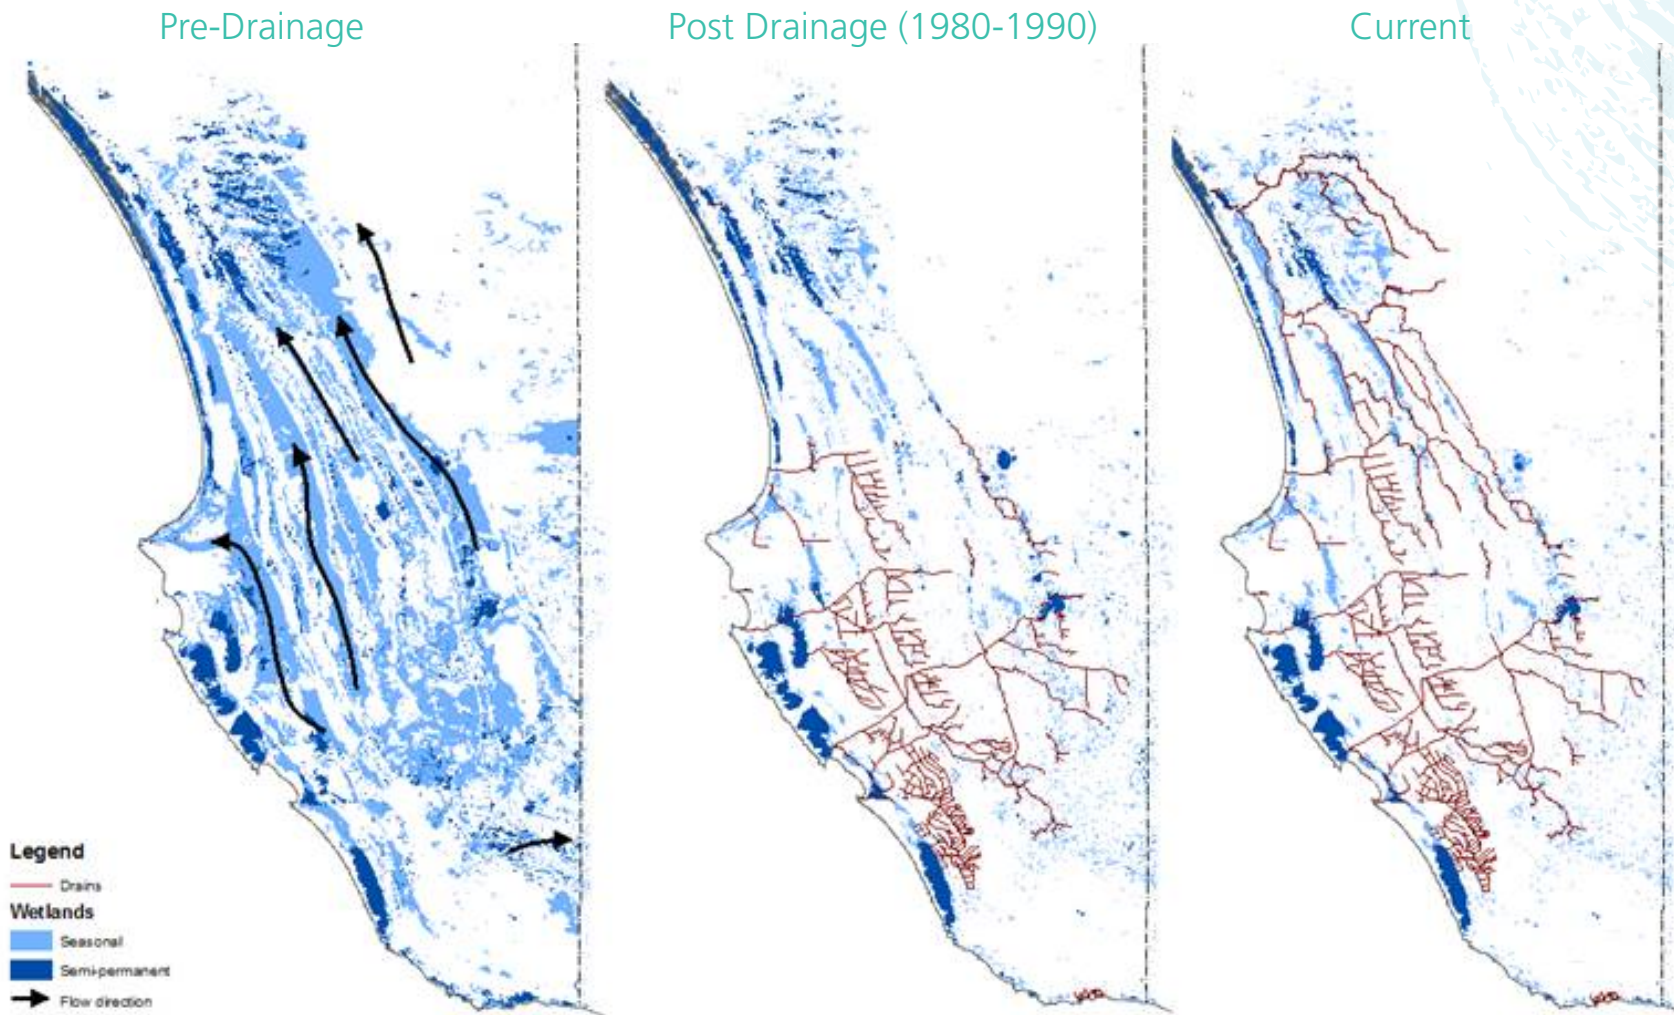 Pre-Drainage
Post Drainage (1980-1990)
Current
Legend
Drains
Wetlands
Seasonal
Semi-permanent
Flow direction